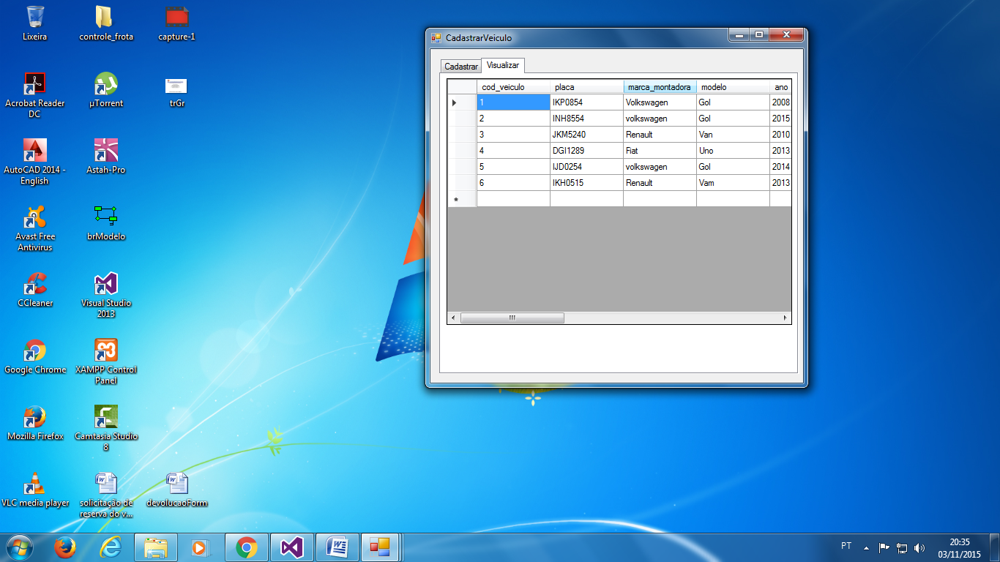 Lixeira
controle_frota
capture-1
Acrobat Reader
DC
µTorrent
trGr
AutoCAD 2014 -
English
Astah-Pro
Avast Free
Antivirus
brModelo
CCleaner
Visual Studio
2013
Google Chrome
XAMPP Control
Panel
Mozilla Firefox
Camtasia Studio
8
VLC media player
solicitação de
reserva do v...
devolucaoForm
CadastrarVeiculo
Cadastrar Visualizar
cod_veiculo placa marca_montadora modelo ano
1 IKP0854 Volkswagen Gol 2008
2 INH8554 volkswagen Gol 2015
3 JKM5240 Renault Van 2010
4 DGI1289 Fiat Uno 2013
5 IJD0254 volkswagen Gol 2014
6 IKH0515 Renault Vam 2013
*
PT
20:35
03/11/2015